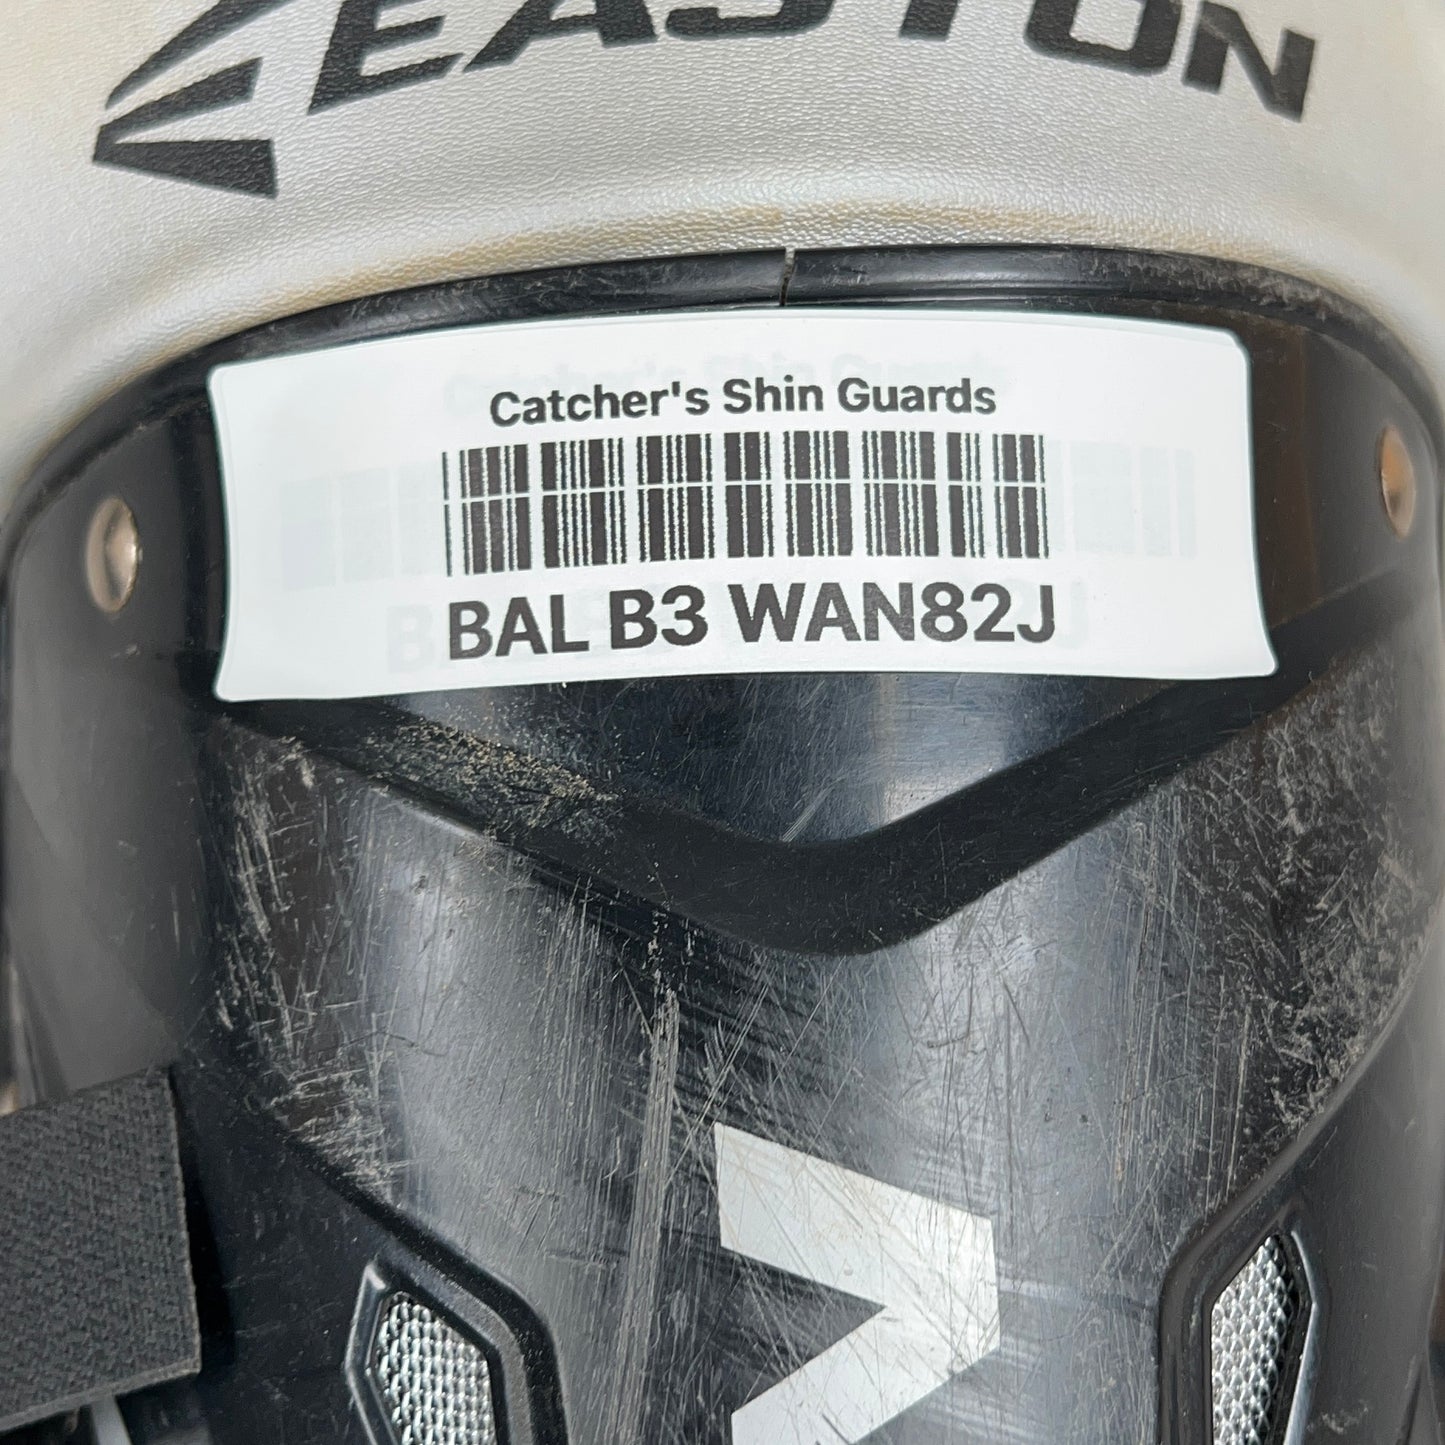 EASTON
Catcher's Shin Guards
BAL B3 WAN82J